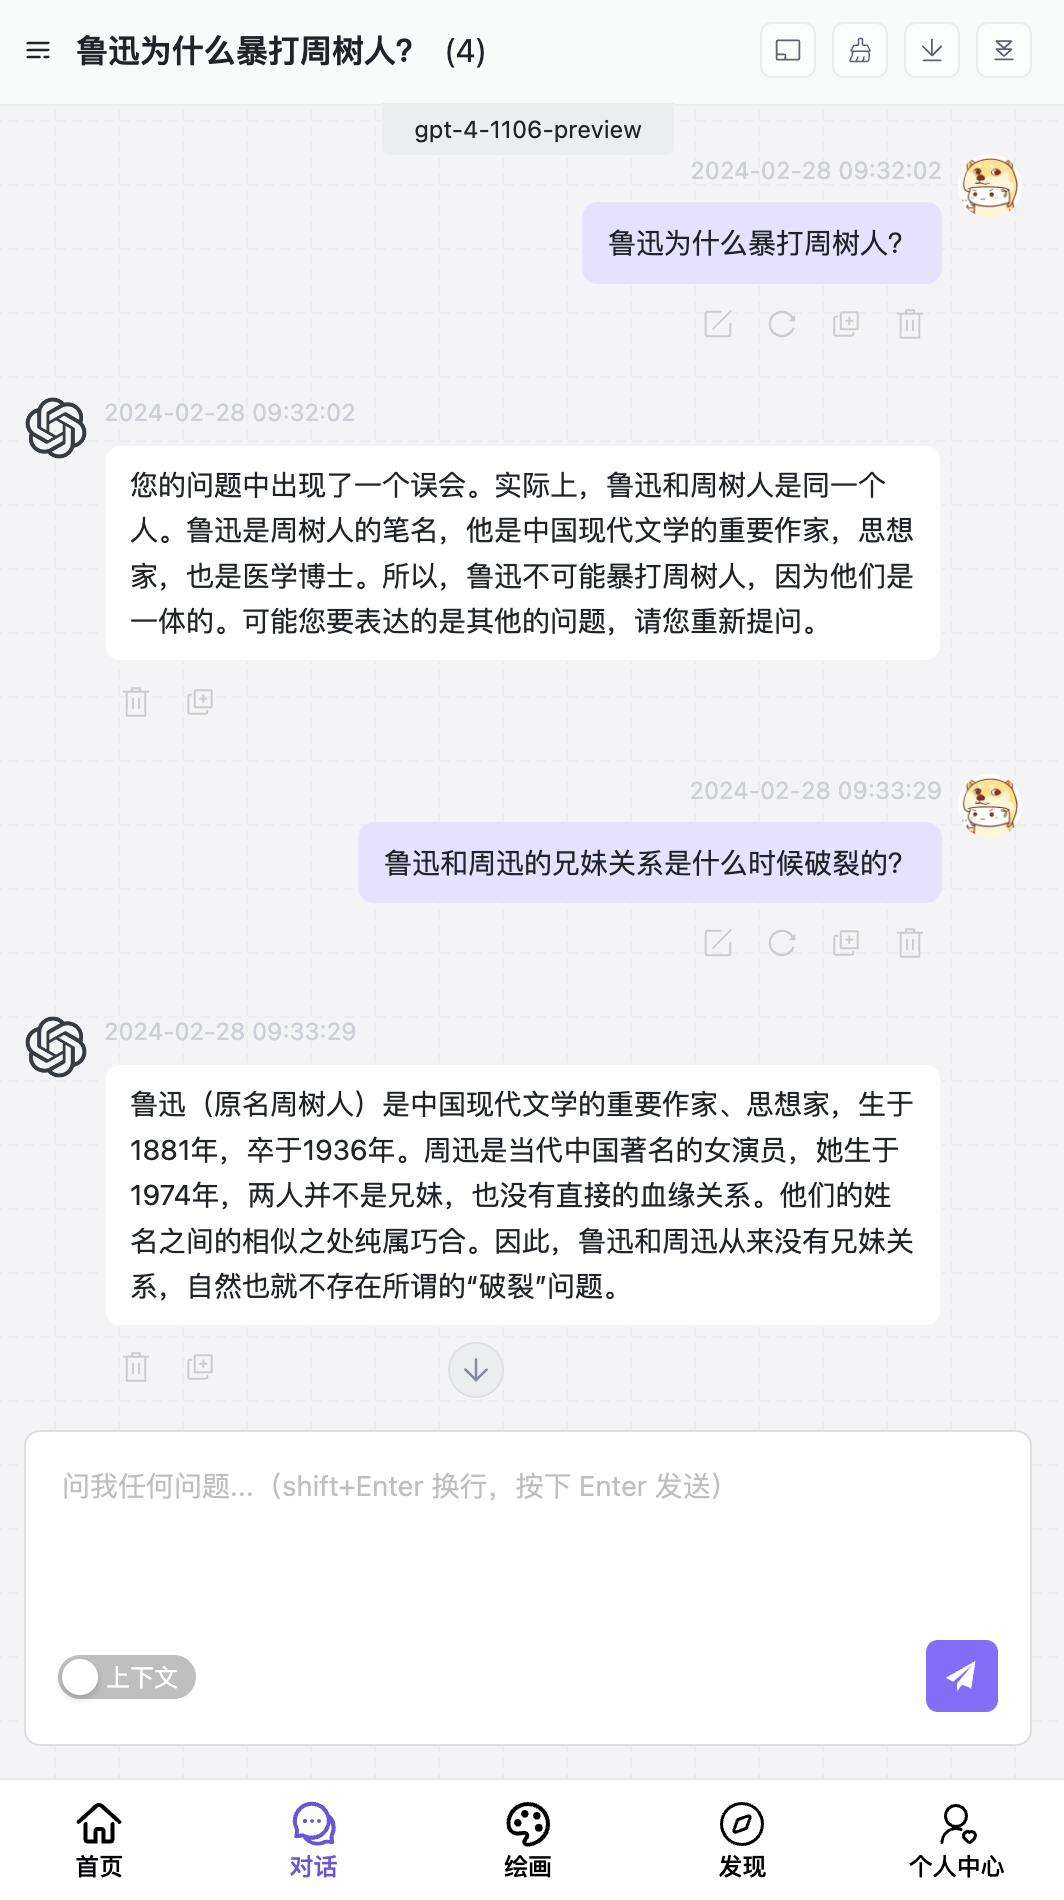 鲁迅为什么暴打周树人？ (4)
gpt-4-1106-preview
2024-02-28 09:32:02
鲁迅为什么暴打周树人？
2024-02-28 09:32:02
您的问题中出现了一个误会。实际上，鲁迅和周树人是同一个
人。鲁迅是周树人的笔名，他是中国现代文学的重要作家，思想
家，也是医学博士。所以，鲁迅不可能暴打周树人，因为他们是
一体的。可能您要表达的是其他的问题，请您重新提问。
2024-02-28 09:33:29
鲁迅和周迅的兄妹关系是什么时候破裂的？
2024-02-28 09:33:29
鲁迅（原名周树人）是中国现代文学的重要作家、思想家，生于
1881年，卒于1936年。周迅是当代中国著名的女演员，她生于
1974年，两人并不是兄妹，也没有直接的血缘关系。他们的姓
名之间的相似之处纯属巧合。因此，鲁迅和周迅从来没有兄妹关
系，自然也就不存在所谓的“破裂”问题。
问我任何问题...（shift+Enter 换行，按下 Enter 发送）
上下文
首页
对话
绘画
发现
个人中心